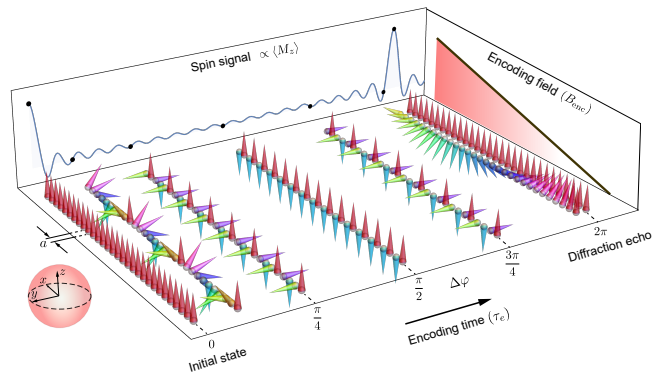 Spin signal ∝ ⟨M_z⟩
Encoding field (B_enc)
a
z
x
y
0
π/4
π/2
Δφ
3π/4
2π
Initial state
Encoding time (τ_e)
Diffraction echo